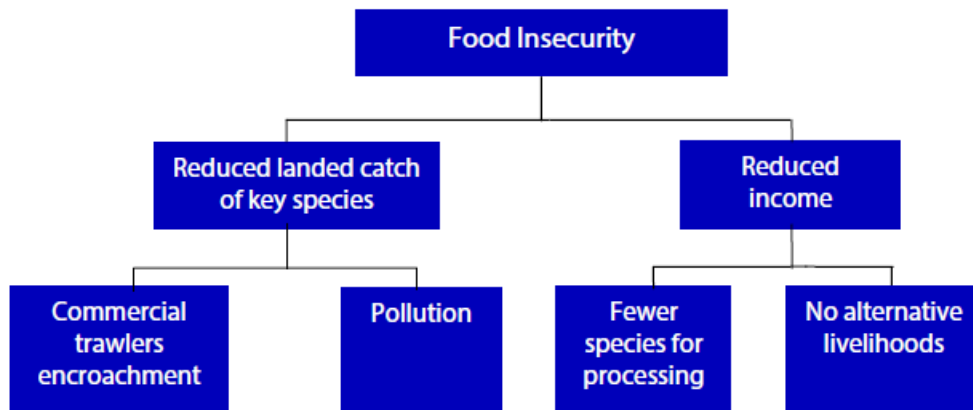 Food Insecurity
Reduced landed catch
of key species
Reduced
income
Commercial
trawlers
encroachment
Pollution
Fewer
species for
processing
No alternative
livelihoods